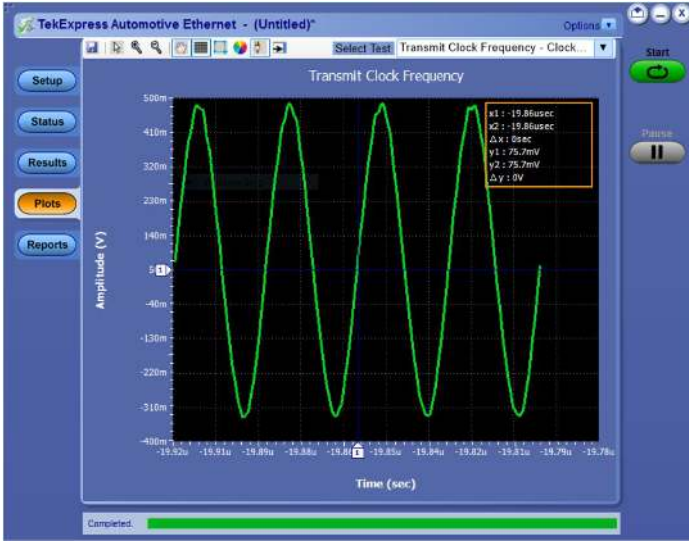 TekExpress Automotive Ethernet - (Untitled)*
Options
Select Test Transmit Clock Frequency - Clock...
Start
Pause
Setup
Status
Results
Plots
Reports
Transmit Clock Frequency
x1 : -19.86usec
x2 : -19.86usec
Δx : 0sec
y1 : 75.7mV
y2 : 75.7mV
Δy : 0V
Amplitude (V)
500m
410m
320m
230m
140m
1
-40m
-130m
-220m
-310m
-400m
-19.92u -19.91u -19.89u -19.88u 1 -19.85u -19.84u -19.82u -19.81u -19.79u -19.78u
Time (sec)
Completed.